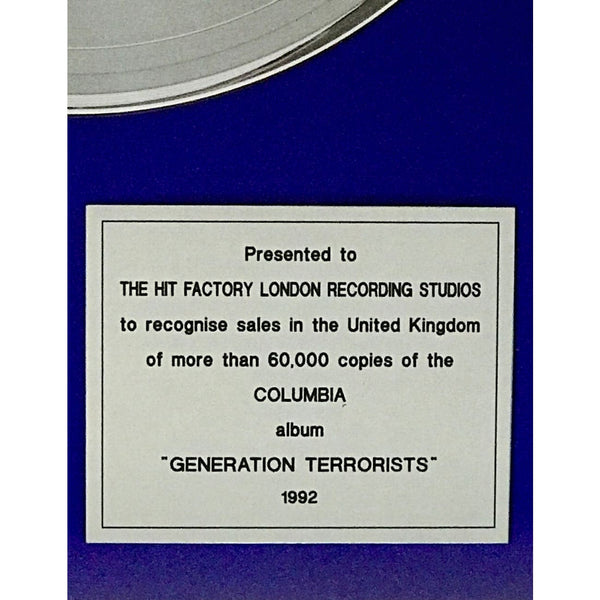 Presented to
THE HIT FACTORY LONDON RECORDING STUDIOS
to recognise sales in the United Kingdom
of more than 60,000 copies of the
COLUMBIA
album
"GENERATION TERRORISTS"
1992